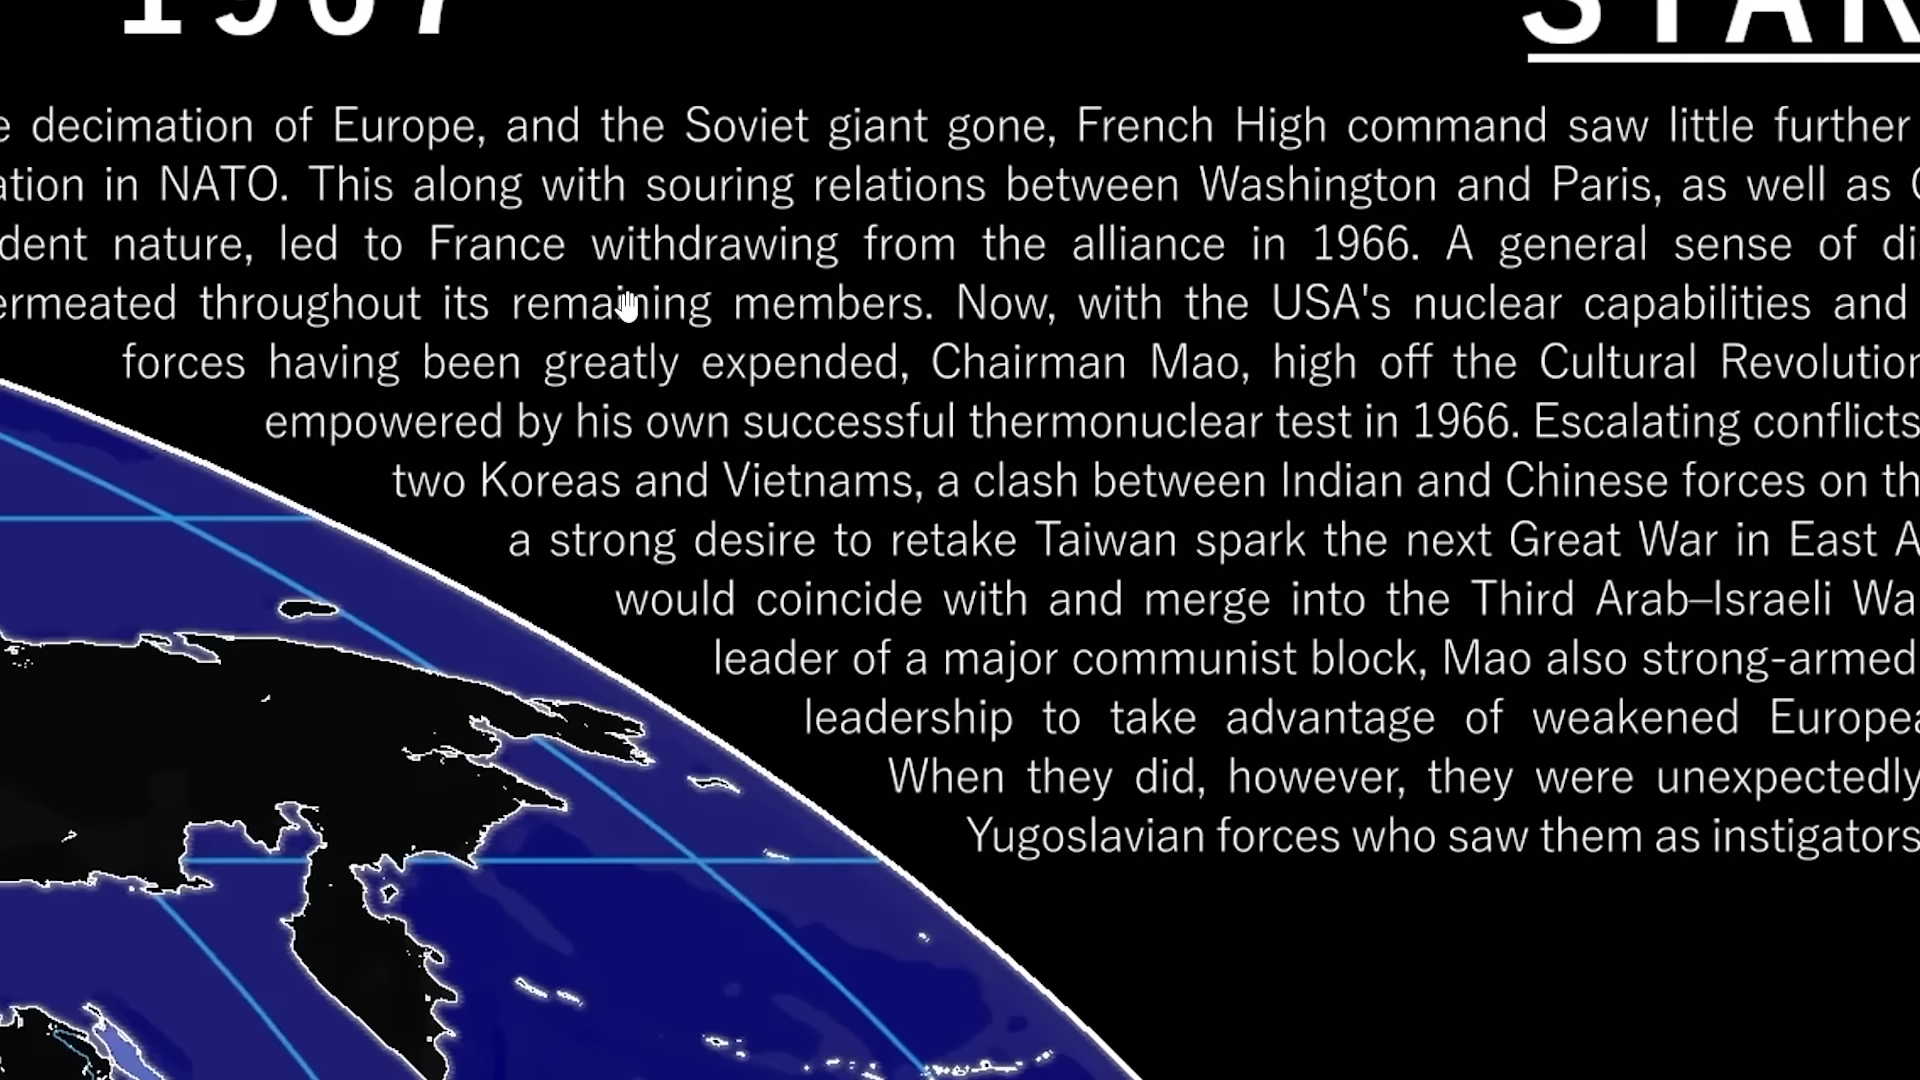 1967
STAR
e decimation of Europe, and the Soviet giant gone, French High command saw little further
ation in NATO. This along with souring relations between Washington and Paris, as well as
dent nature, led to France withdrawing from the alliance in 1966. A general sense of di
ermeated throughout its remaining members. Now, with the USA's nuclear capabilities and
forces having been greatly expended, Chairman Mao, high off the Cultural Revolution
empowered by his own successful thermonuclear test in 1966. Escalating conflicts
two Koreas and Vietnams, a clash between Indian and Chinese forces on th
a strong desire to retake Taiwan spark the next Great War in East A
would coincide with and merge into the Third Arab–Israeli Wa
leader of a major communist block, Mao also strong-armed
leadership to take advantage of weakened Europea
When they did, however, they were unexpectedly
Yugoslavian forces who saw them as instigators